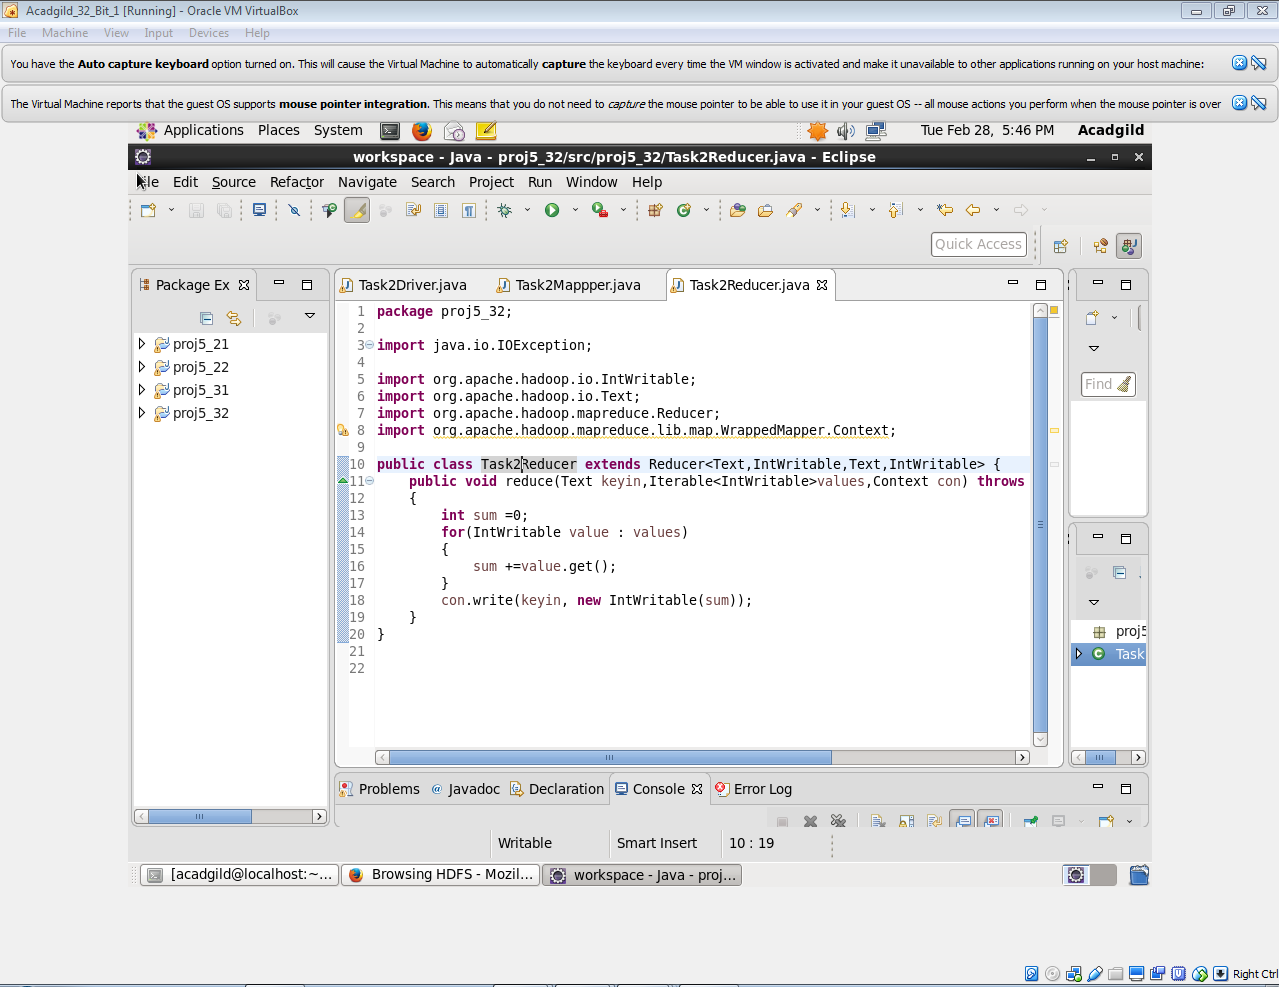 Acadgild_32_Bit_1 [Running] - Oracle VM VirtualBox
File Machine View Input Devices Help
You have the Auto capture keyboard option turned on. This will cause the Virtual Machine to automatically capture the keyboard every time the VM window is activated and make it unavailable to other applications running on your host machine:
The Virtual Machine reports that the guest OS supports mouse pointer integration. This means that you do not need to capture the mouse pointer to be able to use it in your guest OS -- all mouse actions you perform when the mouse pointer is over
Applications Places System Tue Feb 28, 5:46 PM Acadgild
workspace - Java - proj5_32/src/proj5_32/Task2Reducer.java - Eclipse
Edit Source Refactor Navigate Search Project Run Window Help
Quick Access
Package Ex Task2Driver.java Task2Mappper.java Task2Reducer.java
proj5_21
proj5_22
proj5_31
proj5_32
1 package proj5_32;
2
3 import java.io.IOException;
4
5 import org.apache.hadoop.io.IntWritable;
6 import org.apache.hadoop.io.Text;
7 import org.apache.hadoop.mapreduce.Reducer;
8 import org.apache.hadoop.mapreduce.lib.map.WrappedMapper.Context;
9
10 public class Task2Reducer extends Reducer<Text,IntWritable,Text,IntWritable> {
11 public void reduce(Text keyin,Iterable<IntWritable>values,Context con) throws
12 {
13 int sum =0;
14 for(IntWritable value : values)
15 {
16 sum +=value.get();
17 }
18 con.write(keyin, new IntWritable(sum));
19 }
20 }
21
22
Find
proj5
Task
Problems @ Javadoc Declaration Console Error Log
Writable Smart Insert 10 : 19
[acadgild@localhost:~... Browsing HDFS - Mozil... workspace - Java - proj...
Right Ctrl